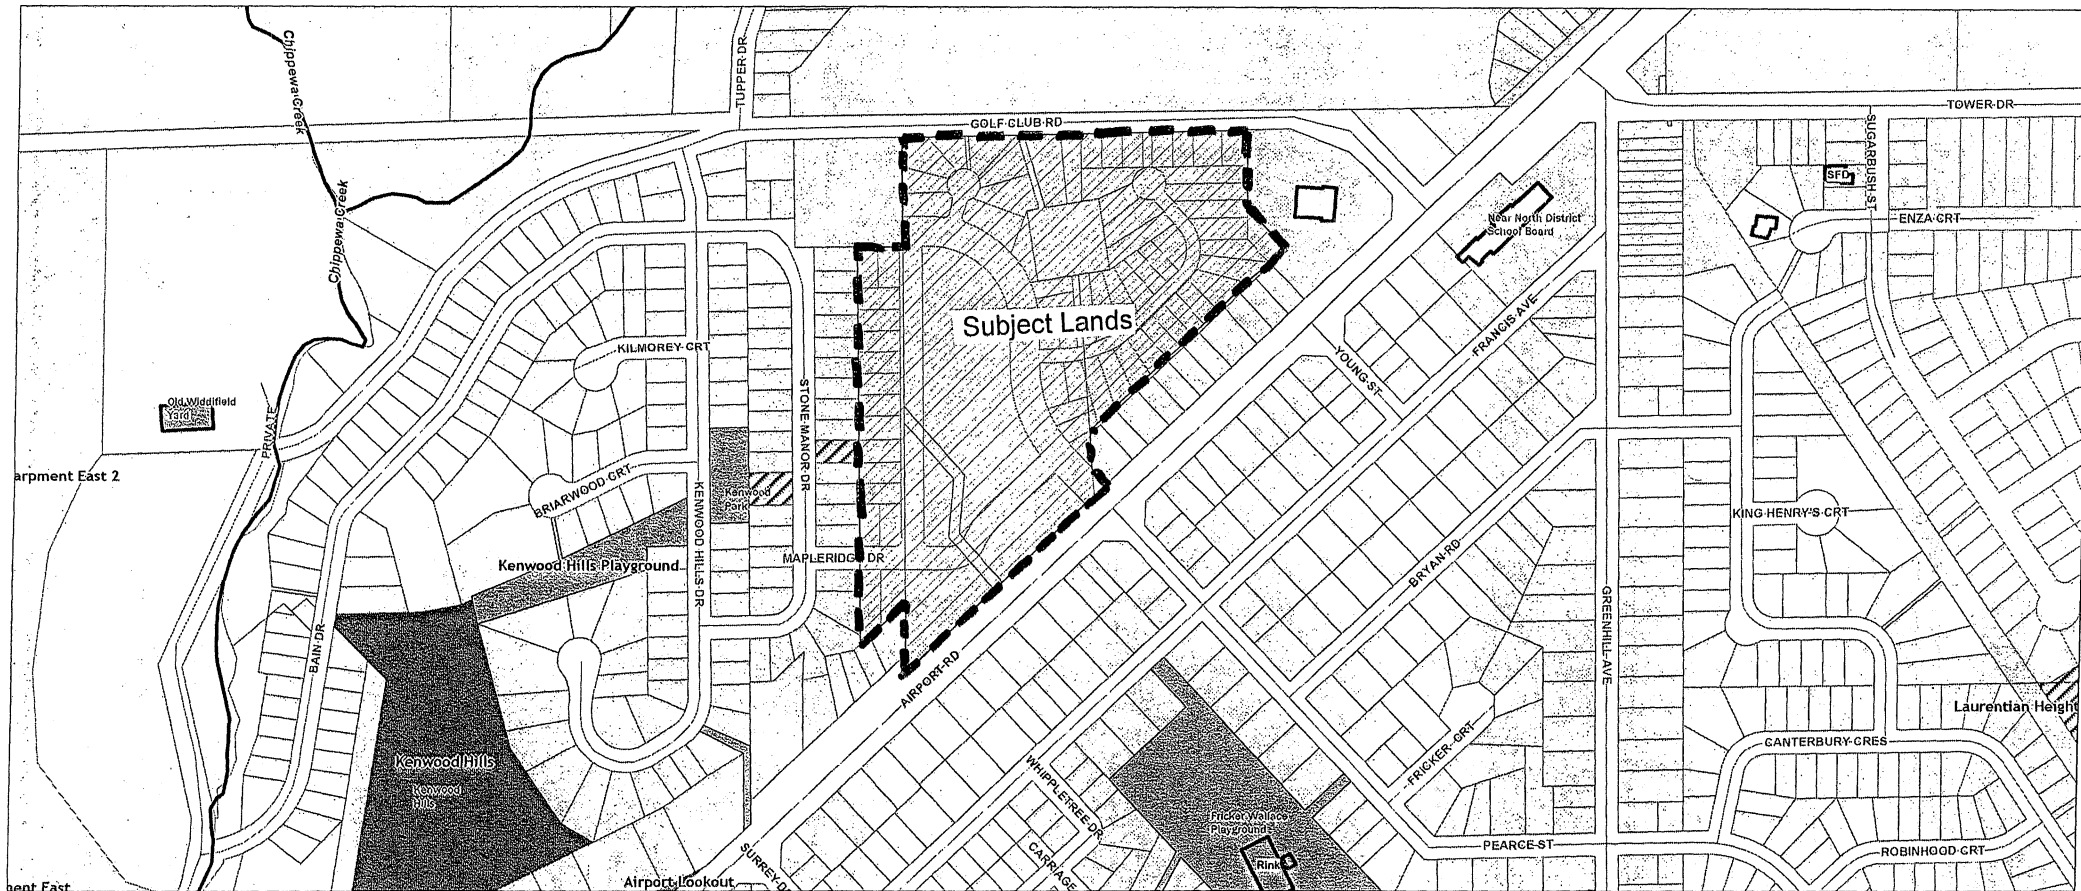 Chippewa Creek
TUPPER DR
GOLF CLUB RD
TOWER DR
SUGARBUSH ST
SFD
Chippewa Creek
Near North District
School Board
ENZA CRT
Subject Lands
FRANCIS AVE
KILMOREY CRT
YOUNG ST
STONE MANOR DR
Old Widdifield
Yard
PRIVATE
arpment East 2
BRIARWOOD CRT
Kenwood
Park
KENWOOD HILLS DR
KING HENRY'S CRT
MAPLERIDGE DR
Kenwood Hills Playground
BRYAN RD
GREENHILL AVE
BAIN DR
AIRPORT RD
Laurentian Height
FRICKER CRT
CANTERBURY CRES
Kenwood Hills
Kenwood
Hills
WHIPPLETREE DR
Fricker Wallace
Playground
PEARCE ST
ROBINHOOD CRT
SURREY D
CARRIAGE
Rink
Airport Lookout
ment East